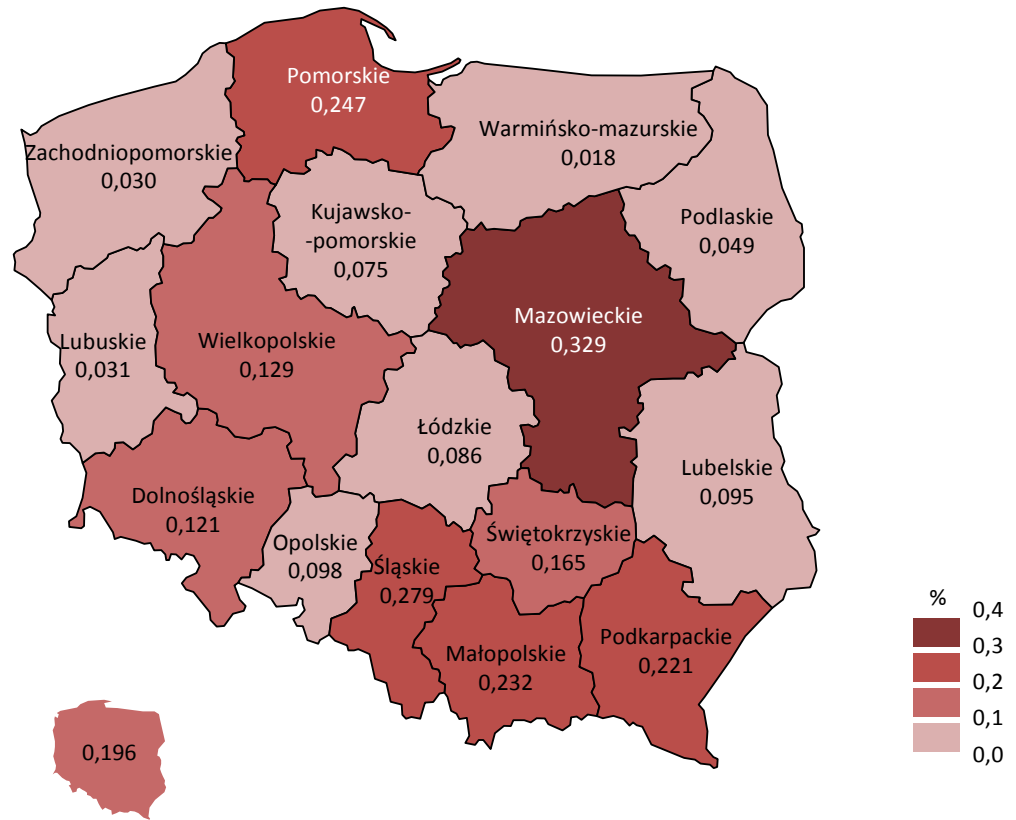 Pomorskie
0,247
Warmińsko-mazurskie
0,018
Zachodniopomorskie
0,030
Kujawsko-
-pomorskie
0,075
Podlaskie
0,049
Mazowieckie
0,329
Lubuskie
0,031
Wielkopolskie
0,129
Łódzkie
0,086
Lubelskie
0,095
Dolnośląskie
0,121
Opolskie
0,098
Śląskie
0,279
Świętokrzyskie
0,165
Małopolskie
0,232
Podkarpackie
0,221
0,196
%
0,4
0,3
0,2
0,1
0,0